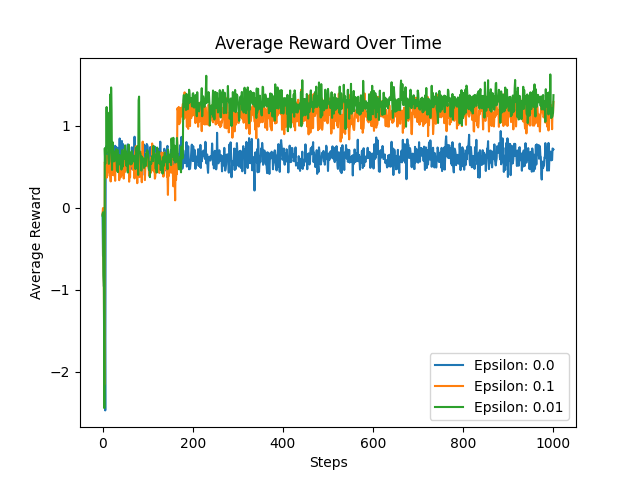 Average Reward Over Time
Average Reward
1
0
−1
−2
0
200
400
600
800
1000
Steps
Epsilon: 0.0
Epsilon: 0.1
Epsilon: 0.01